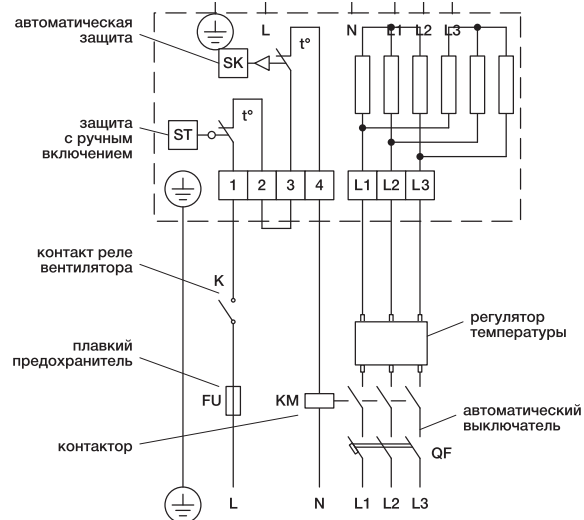 автоматическая
защита
L N L1 L2 L3
SK
t°
защита
с ручным
включением
ST
t°
1 2 3 4 L1 L2 L3
контакт реле
вентилятора
K
регулятор
температуры
плавкий
предохранитель
FU
KM
контактор
автоматический
выключатель
QF
L N L1 L2 L3